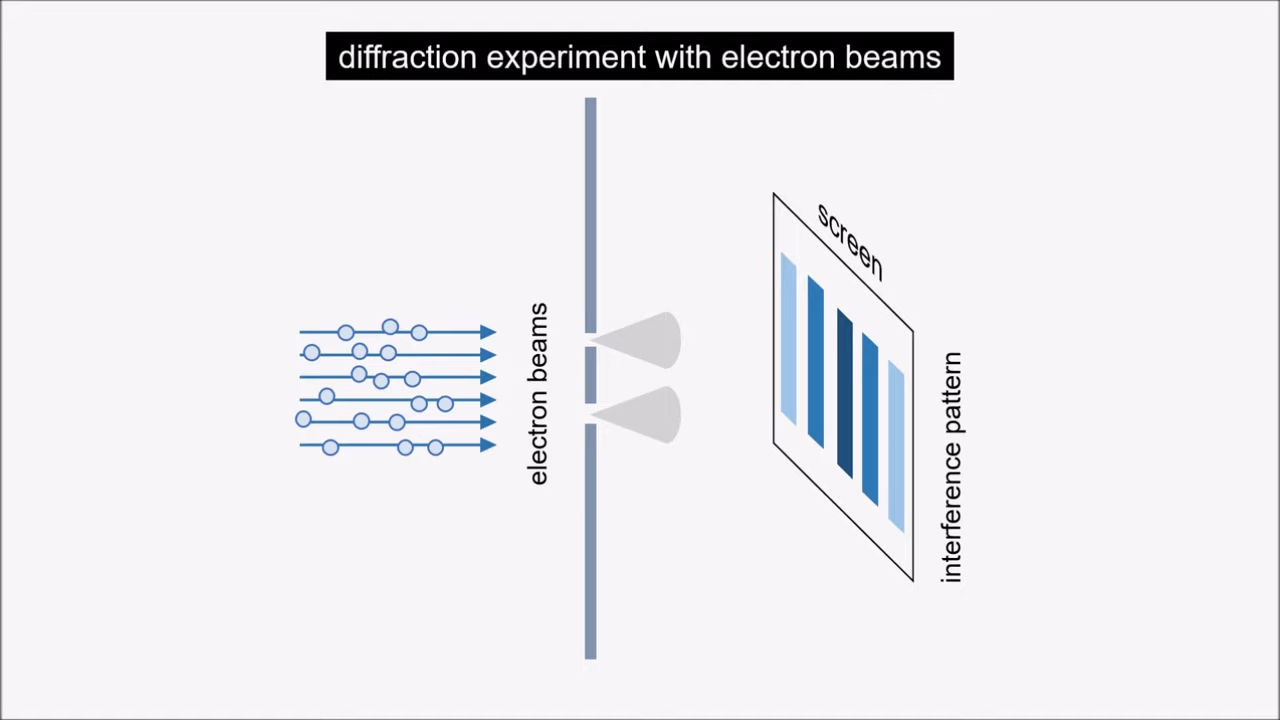 diffraction experiment with electron beams
electron beams
screen
interference pattern